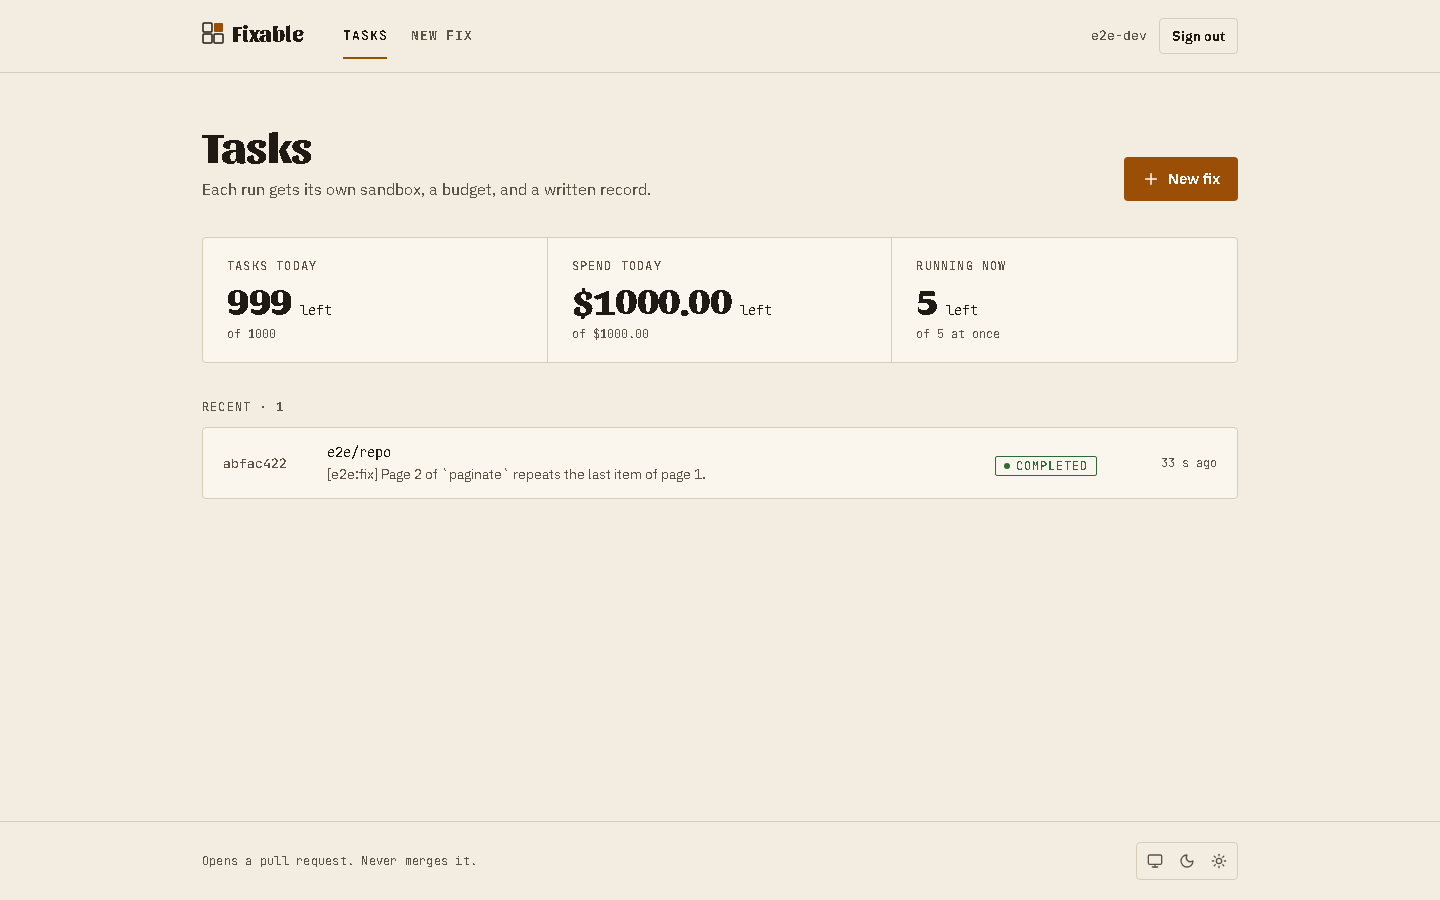 Fixable
TASKS
NEW FIX
e2e-dev
Sign out
Tasks
Each run gets its own sandbox, a budget, and a written record.
New fix
TASKS TODAY
999 left
of 1000
SPEND TODAY
$1000.00 left
of $1000.00
RUNNING NOW
5 left
of 5 at once
RECENT · 1
abfac422
e2e/repo
[e2e:fix] Page 2 of `paginate` repeats the last item of page 1.
COMPLETED
33 s ago
Opens a pull request. Never merges it.